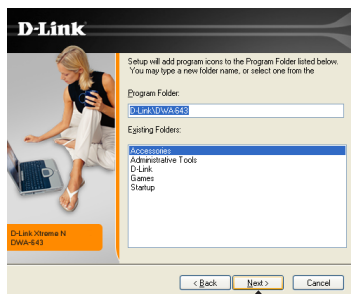 D-Link
Setup will add program icons to the Program Folder listed below.
You may type a new folder name, or select one from the
Program Folder:
D-Link\DWA-643
Existing Folders:
Accessories
Administrative Tools
D-Link
Games
Startup
D-Link Xtreme N
DWA-643
< Back
Next >
Cancel